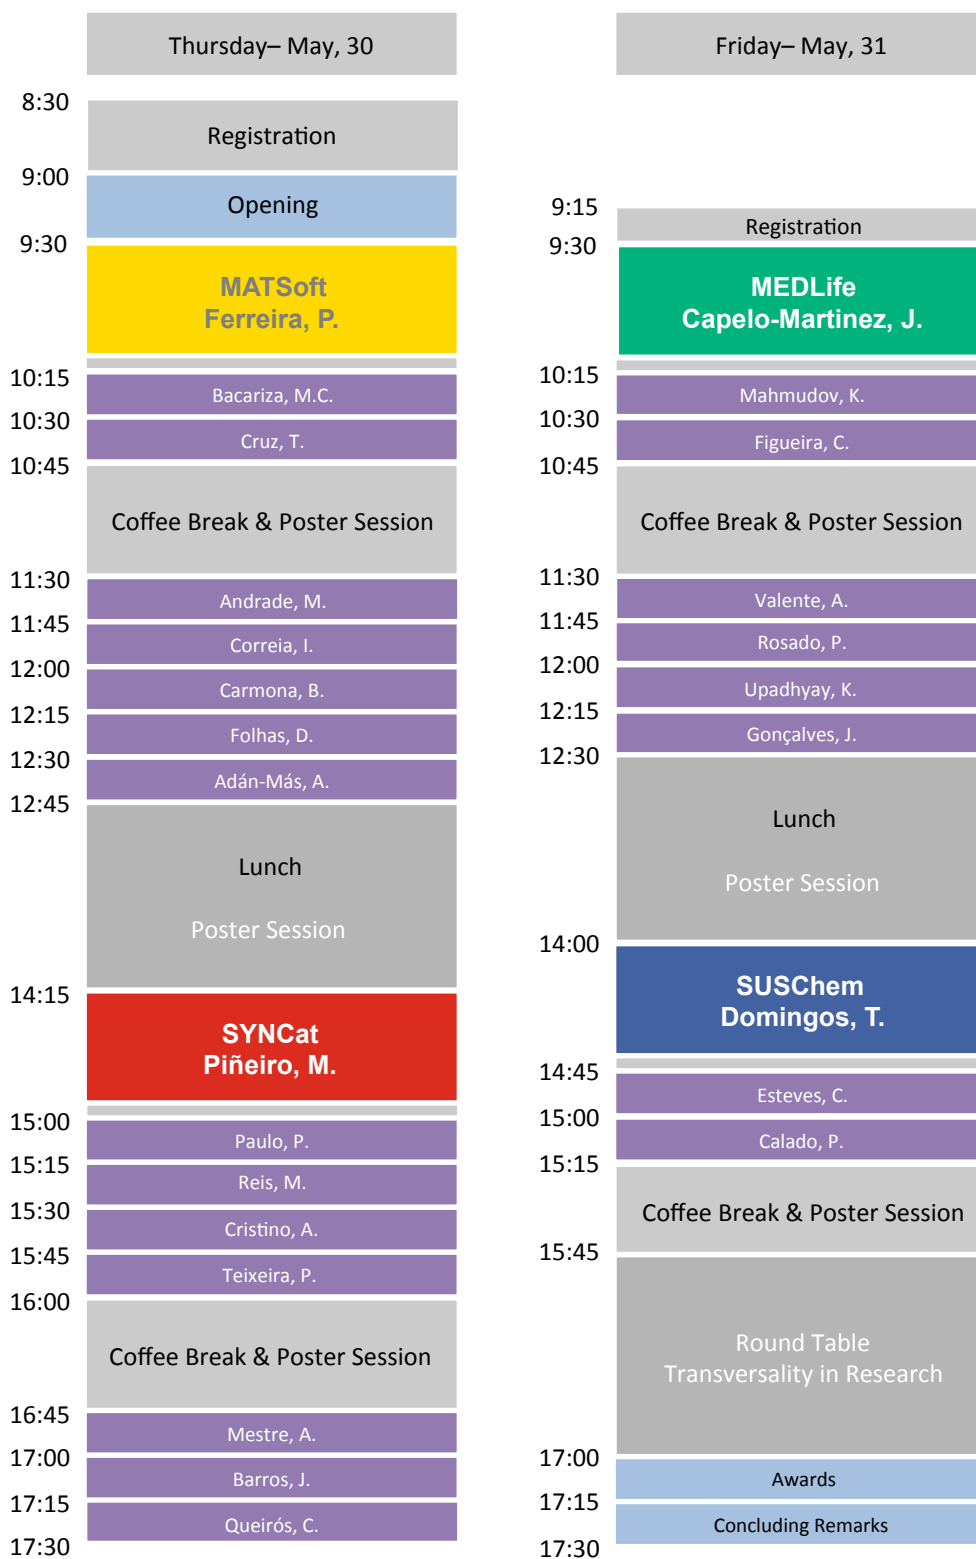 Thursday– May, 30
8:30
Registration
9:00
Opening
9:30
MATSoft
Ferreira, P.
10:15
Bacariza, M.C.
10:30
Cruz, T.
10:45
Coffee Break & Poster Session
11:30
Andrade, M.
11:45
Correia, I.
12:00
Carmona, B.
12:15
Folhas, D.
12:30
Adán-Más, A.
12:45
Lunch
Poster Session
14:15
SYNCat
Piñeiro, M.
15:00
Paulo, P.
15:15
Reis, M.
15:30
Cristino, A.
15:45
Teixeira, P.
16:00
Coffee Break & Poster Session
16:45
Mestre, A.
17:00
Barros, J.
17:15
Queirós, C.
17:30
Friday– May, 31
9:15
Registration
9:30
MEDLife
Capelo-Martinez, J.
10:15
Mahmudov, K.
10:30
Figueira, C.
10:45
Coffee Break & Poster Session
11:30
Valente, A.
11:45
Rosado, P.
12:00
Upadhyay, K.
12:15
Gonçalves, J.
12:30
Lunch
Poster Session
14:00
SUSChem
Domingos, T.
14:45
Esteves, C.
15:00
Calado, P.
15:15
Coffee Break & Poster Session
15:45
Round Table
Transversality in Research
17:00
Awards
17:15
Concluding Remarks
17:30